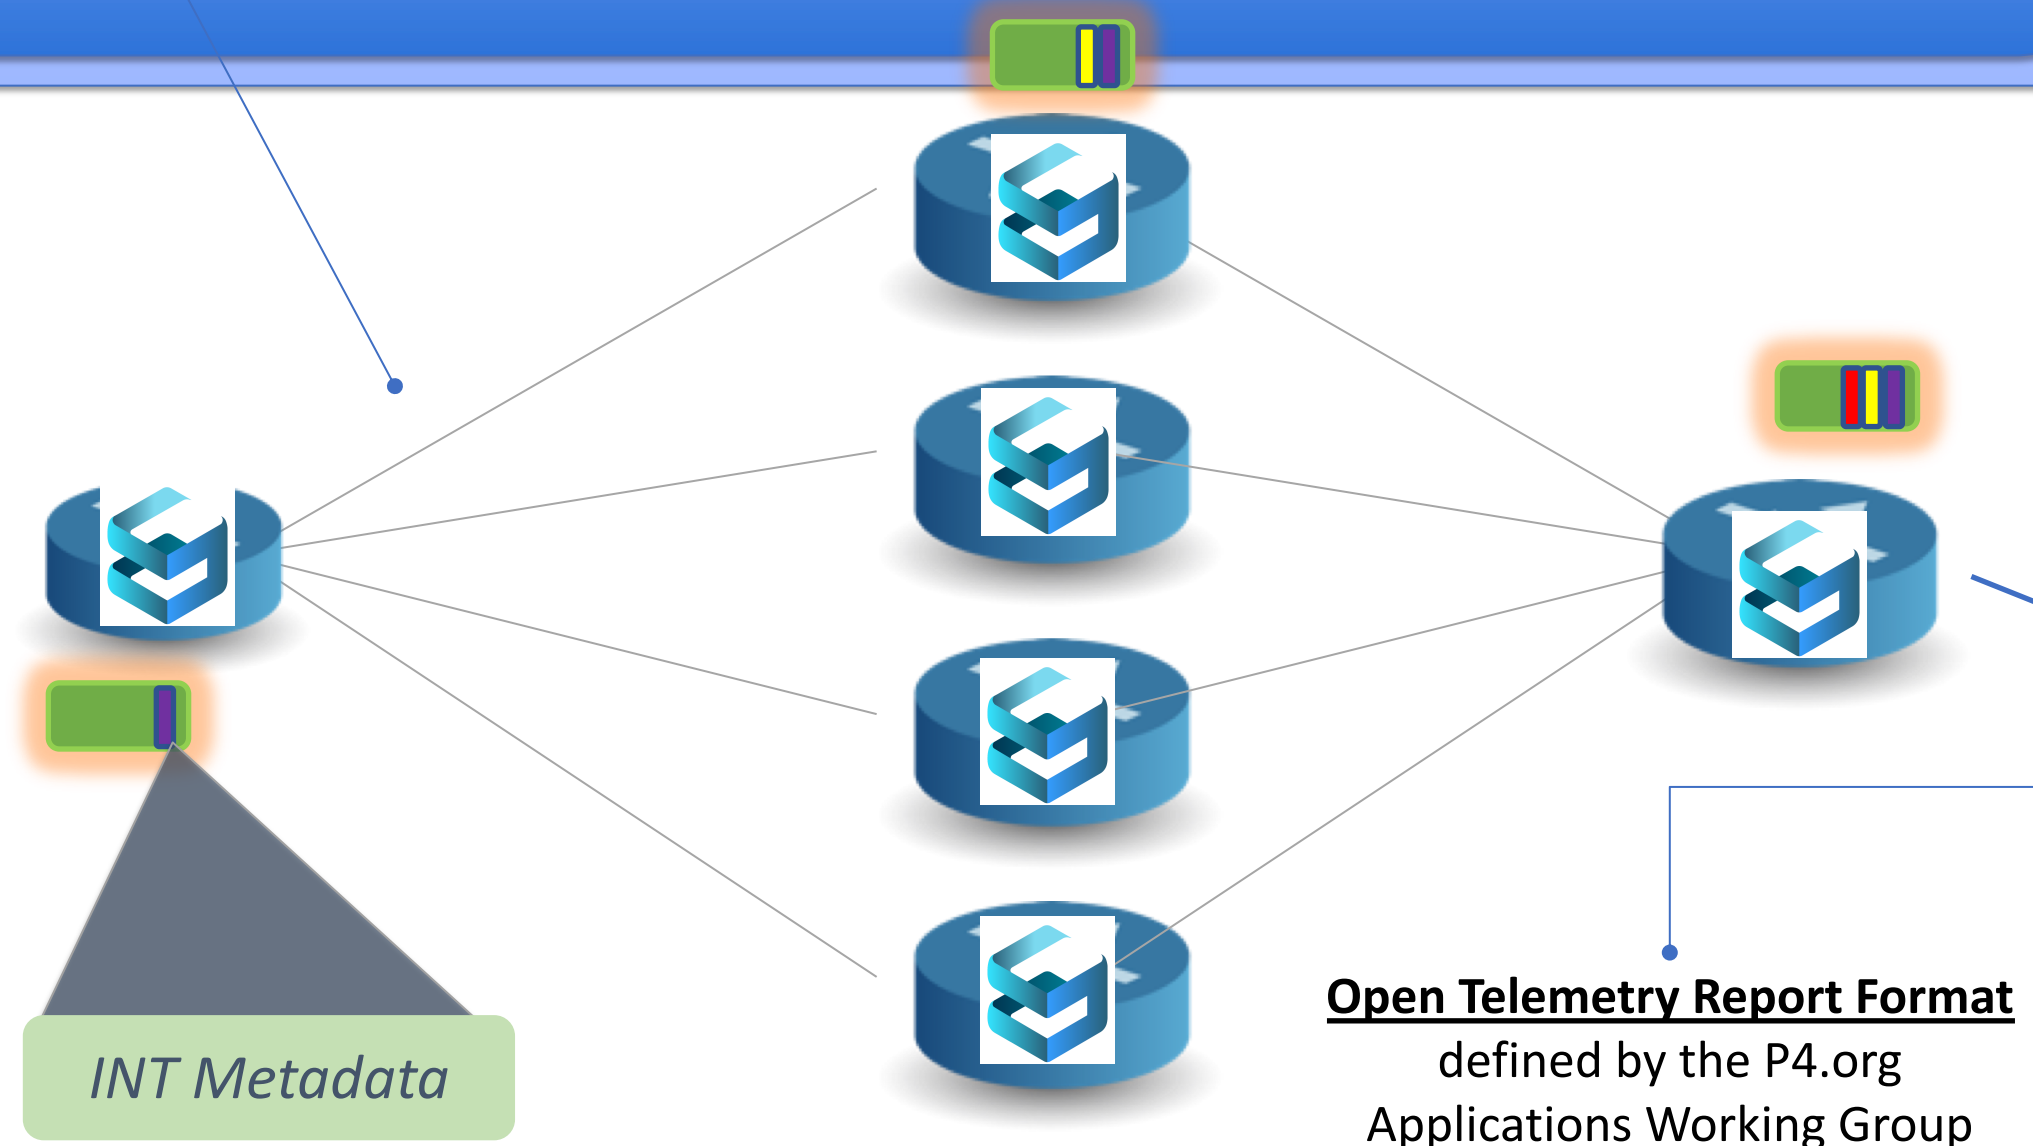 INT Metadata
Open Telemetry Report Format
defined by the P4.org
Applications Working Group